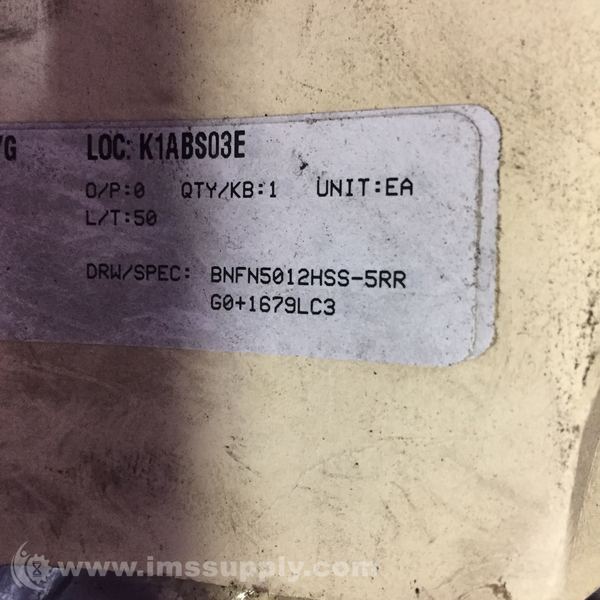 /G LOC: K1ABS03E
O/P:0 QTY/KB:1 UNIT:EA
L/T:50
DRW/SPEC: BNFN5012HSS-5RR
G0+1679LC3
www.imssupply.com